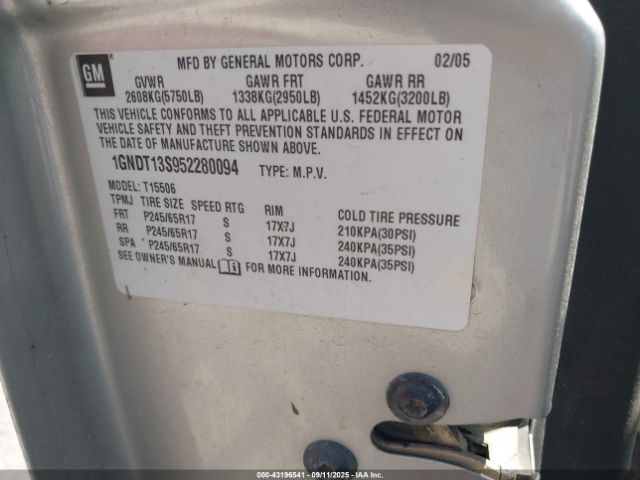 GM
MFD BY GENERAL MOTORS CORP. 02/05
GVWR GAWR FRT GAWR RR
2608KG(5750LB) 1338KG(2950LB) 1452KG(3200LB)
THIS VEHICLE CONFORMS TO ALL APPLICABLE U.S. FEDERAL MOTOR
VEHICLE SAFETY AND THEFT PREVENTION STANDARDS IN EFFECT ON
THE DATE OF MANUFACTURE SHOWN ABOVE.
1GNDT13S952280094 TYPE: M.P.V.
MODEL: T15506
TPMJ TIRE SIZE SPEED RTG RIM COLD TIRE PRESSURE
FRT P245/65R17 S 17X7J 210KPA(30PSI)
RR P245/65R17 S 17X7J 240KPA(35PSI)
SPA P245/65R17 S 17X7J 240KPA(35PSI)
SEE OWNER'S MANUAL FOR MORE INFORMATION.
000-43196541 - 09/11/2025 - IAAI.COM